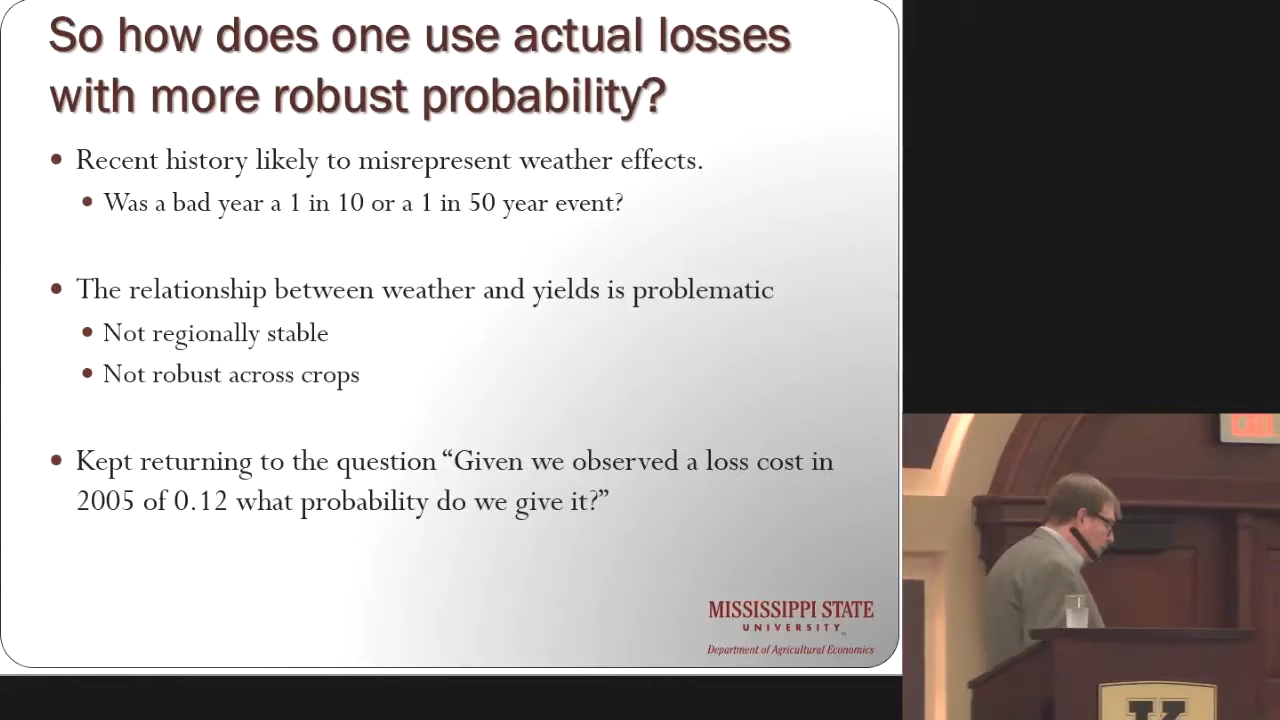 So how does one use actual losses
with more robust probability?
• Recent history likely to misrepresent weather effects.
• Was a bad year a 1 in 10 or a 1 in 50 year event?
• The relationship between weather and yields is problematic
• Not regionally stable
• Not robust across crops
• Kept returning to the question “Given we observed a loss cost in
2005 of 0.12 what probability do we give it?”
MISSISSIPPI STATE
UNIVERSITY
Department of Agricultural Economics